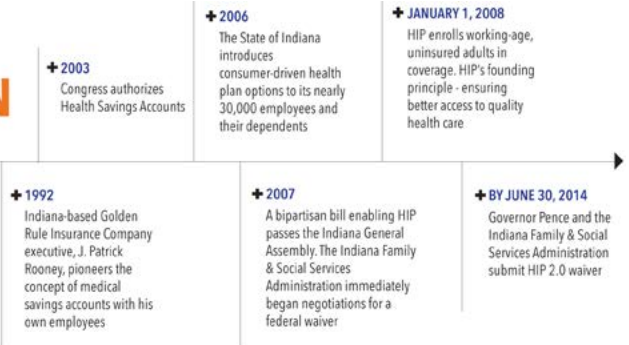 + 2003
Congress authorizes
Health Savings Accounts
+ 2006
The State of Indiana
introduces
consumer-driven health
plan options to its nearly
30,000 employees and
their dependents
+ JANUARY 1, 2008
HIP enrolls working-age,
uninsured adults in
coverage. HIP's founding
principle - ensuring
better access to quality
health care
+ 1992
Indiana-based Golden
Rule Insurance Company
executive, J. Patrick
Rooney, pioneers the
concept of medical
savings accounts with his
own employees
+ 2007
A bipartisan bill enabling HIP
passes the Indiana General
Assembly. The Indiana Family
& Social Services
Administration immediately
began negotiations for a
federal waiver
+ BY JUNE 30, 2014
Governor Pence and the
Indiana Family & Social
Services Administration
submit HIP 2.0 waiver